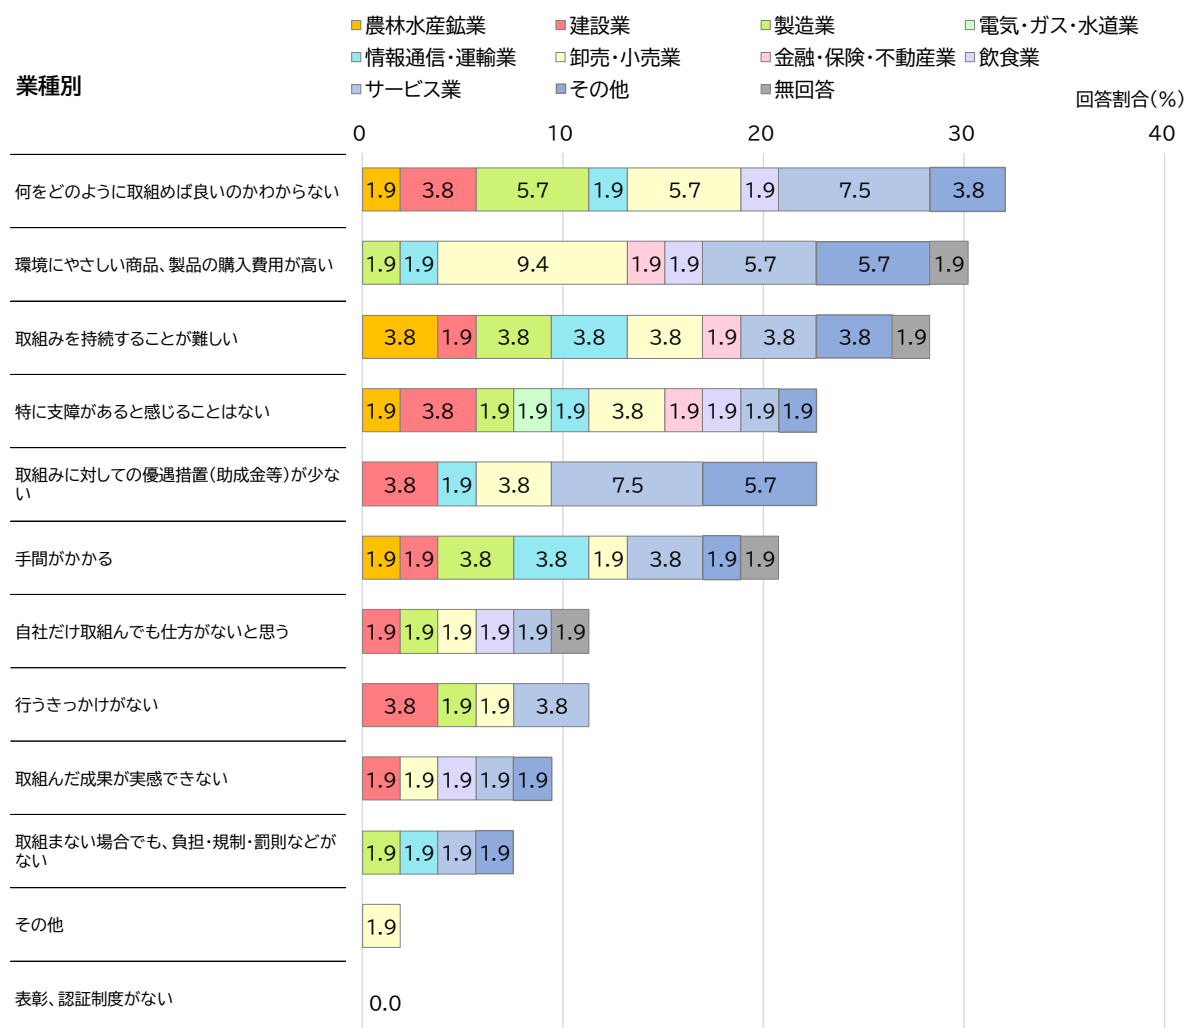 ■農林水産鉱業 ■建設業 ■製造業 ■電気・ガス・水道業
■情報通信・運輸業 ■卸売・小売業 ■金融・保険・不動産業 ■飲食業
■サービス業 ■その他 ■無回答
業種別
回答割合(%)
0 10 20 30 40
何をどのように取組めば良いのかわからない 1.9 3.8 5.7 1.9 5.7 1.9 7.5 3.8
環境にやさしい商品、製品の購入費用が高い 1.9 1.9 9.4 1.9 1.9 5.7 5.7 1.9
取組みを持続することが難しい 3.8 1.9 3.8 3.8 3.8 1.9 3.8 3.8 1.9
特に支障があると感じることはない 1.9 3.8 1.9 1.9 1.9 3.8 1.9 1.9 1.9 1.9
取組みに対しての優遇措置(助成金等)が少な
い
3.8 1.9 3.8 7.5 5.7
手間がかかる 1.9 1.9 3.8 3.8 1.9 3.8 1.9 1.9
自社だけ取組んでも仕方がないと思う 1.9 1.9 1.9 1.9 1.9 1.9
行うきっかけがない 3.8 1.9 1.9 3.8
取組んだ成果が実感できない 1.9 1.9 1.9 1.9 1.9
取組まない場合でも、負担・規制・罰則などが
ない
1.9 1.9 1.9 1.9
その他 1.9
表彰、認証制度がない 0.0